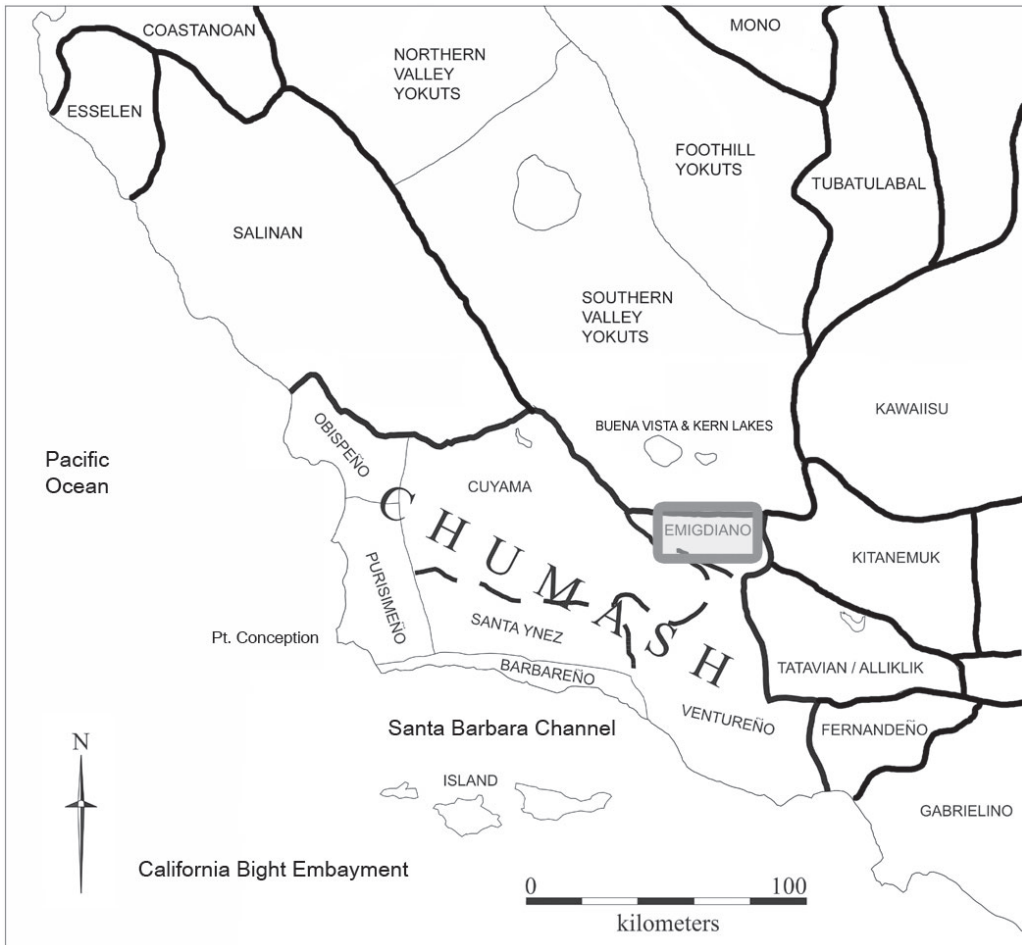 COASTANOAN
MONO
NORTHERN
VALLEY
YOKUTS
ESSELEN
FOOTHILL
YOKUTS
TUBATULABAL
SALINAN
SOUTHERN
VALLEY
YOKUTS
KAWAIISU
BUENA VISTA & KERN LAKES
OBISPEÑO
Pacific
Ocean
CUYAMA
CHUMASH
EMIGDIANO
KITANEMUK
PURISIMEÑO
SANTA YNEZ
Pt. Conception
BARBAREÑO
TATAVIAN / ALLIKLIK
VENTUREÑO
Santa Barbara Channel
FERNANDEÑO
N
ISLAND
GABRIELINO
California Bight Embayment
0 100
kilometers